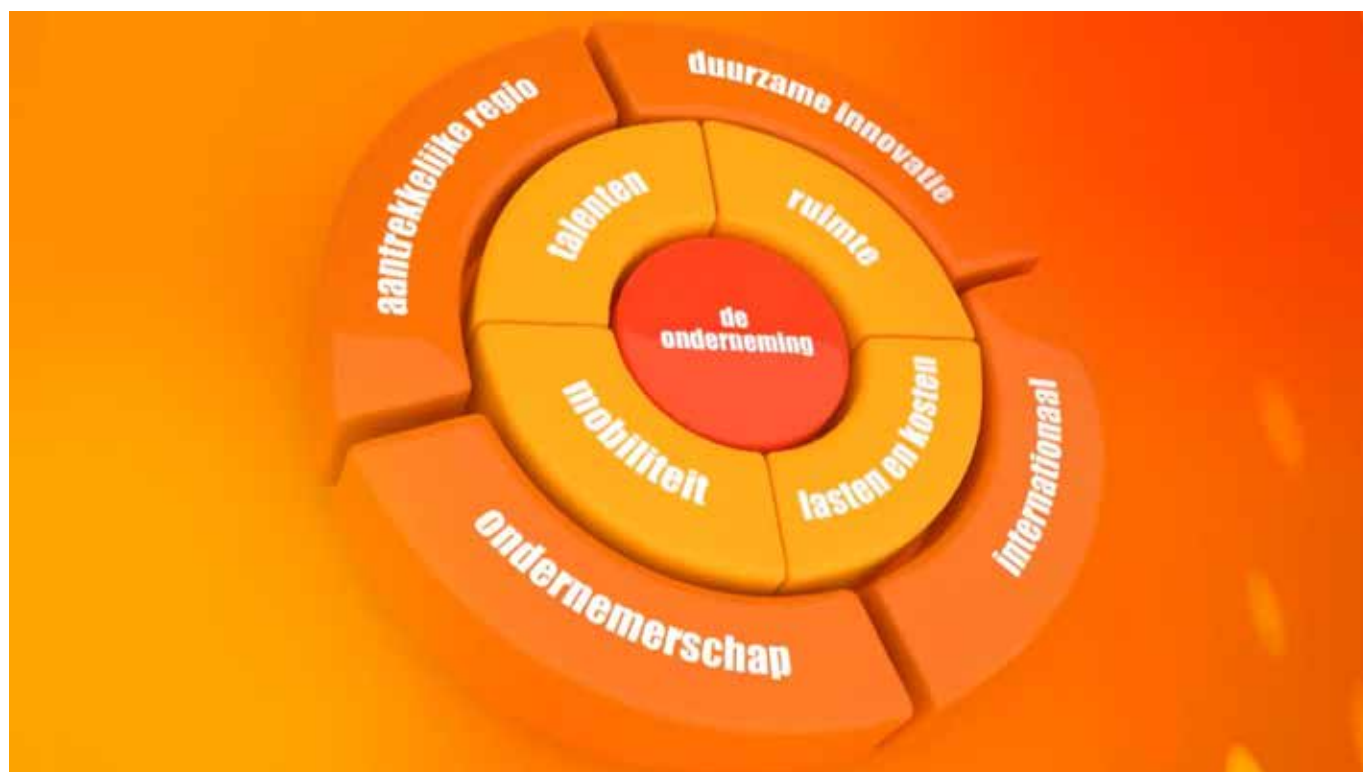 duurzame innovatie
aantrekkelijke regio
talenten
ruimte
de
onderneming
mobiliteit
lasten en kosten
internationaal
ondernemerschap